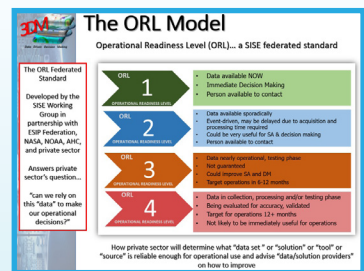 3DM
The ORL Model
Operational Readiness Level (ORL)... a SISE federated standard
The ORL Federated
Standard
Developed by the
SISE Working
Group in
partnership with
ESIP Federation,
NASA, NOAA, AHC,
and private sector
Answers private
sector's question...
"can we rely on
this "data" to make
our operational
decisions?"
ORL
1
OPERATIONAL READINESS LEVEL
• Data available NOW
• Immediate Decision Making
• Person available to contact
ORL
2
OPERATIONAL READINESS LEVEL
• Data available sporadically
• Event-driven, may be delayed due to acquisition and
processing time required
• Could be very useful for SA & decision making
• Person available to contact
ORL
3
OPERATIONAL READINESS LEVEL
• Data nearly operational, testing phase
• Not guaranteed
• Could improve SA and DM
• Target operations in 6-12 months
ORL
4
OPERATIONAL READINESS LEVEL
• Data in collection, processing and/or testing phase
• Being evaluated for accuracy, validated
• Target for operations 12+ months
• Not likely to be immediately useful for operations
How private sector will determine what "data set " or "solution" or "tool" or
"source" is reliable enough for operational use and advise "data/solution providers"
on how to improve